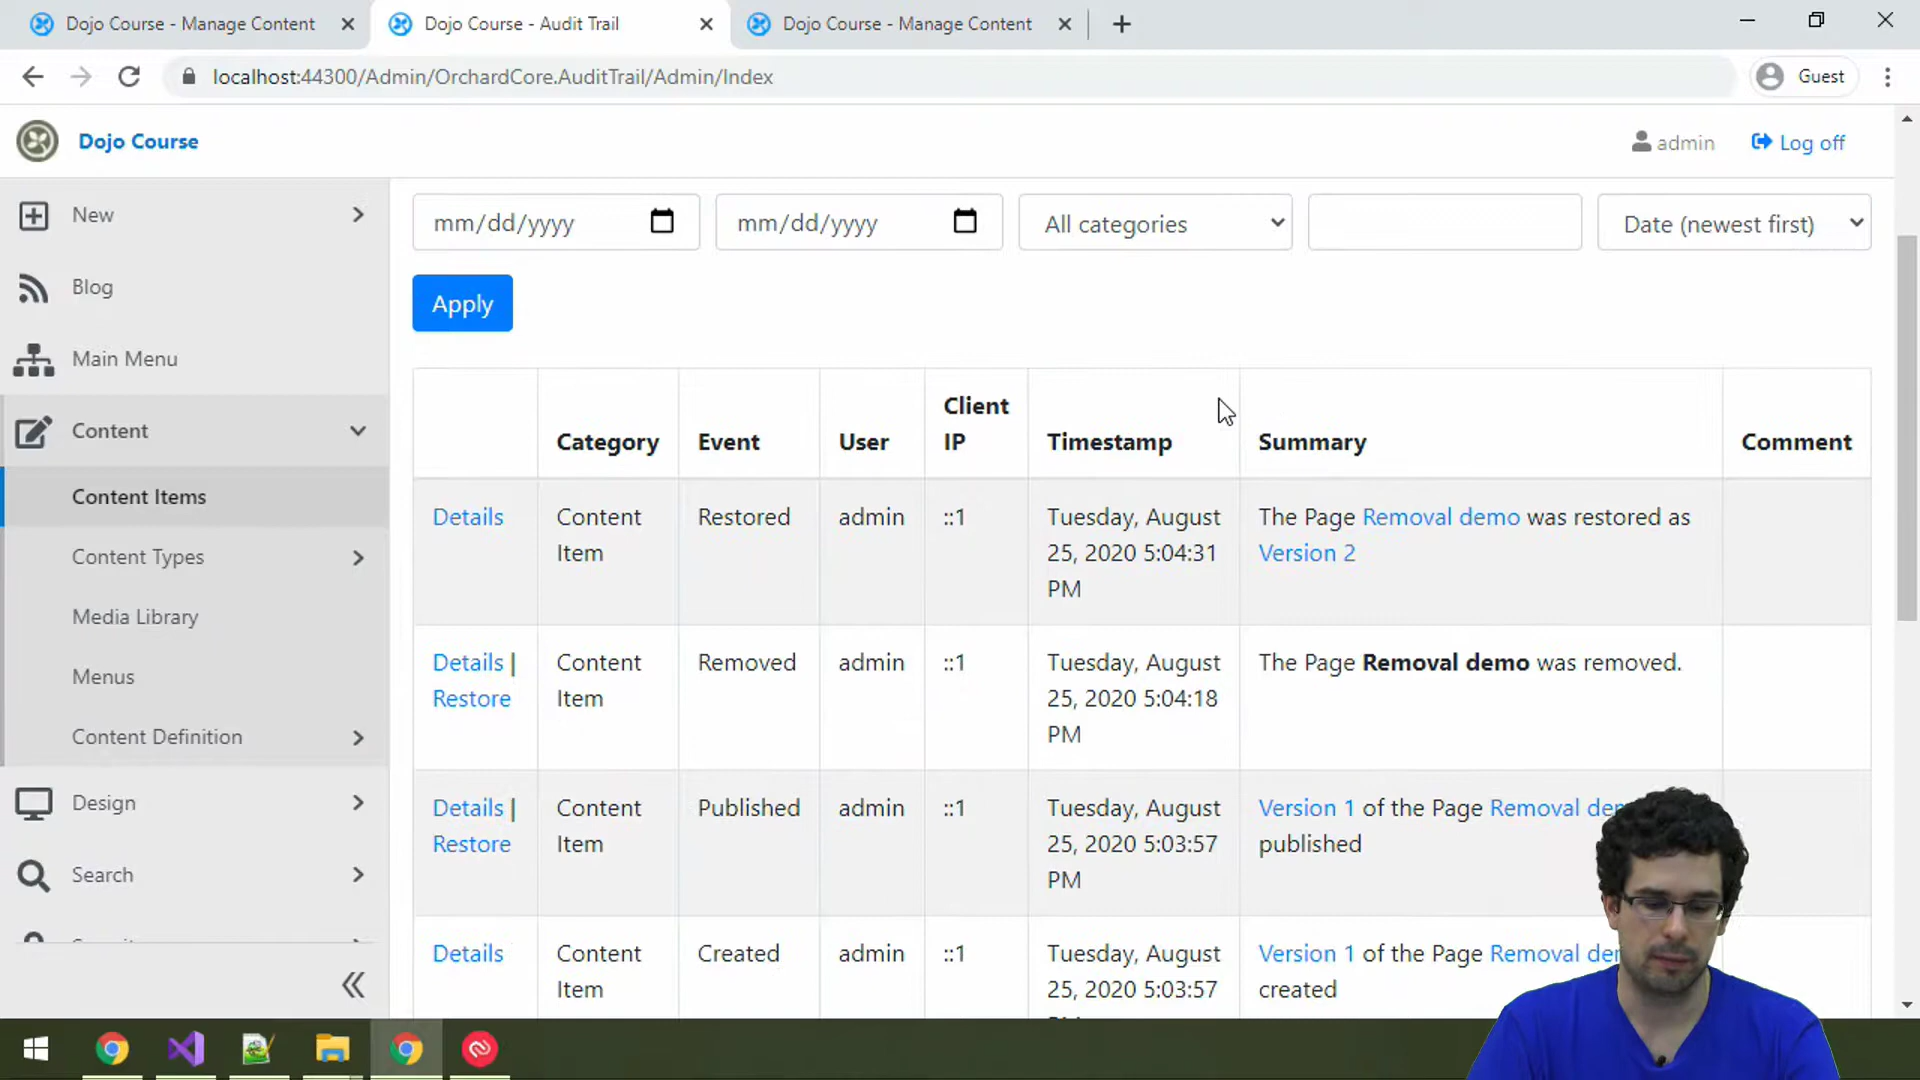 Dojo Course - Manage Content
Dojo Course - Audit Trail
Dojo Course - Manage Content
localhost:44300/Admin/OrchardCore.AuditTrail/Admin/Index
Guest
Dojo Course
admin
Log off
New
Blog
Main Menu
Content
Content Items
Content Types
Media Library
Menus
Content Definition
Design
Search
mm/dd/yyyy
mm/dd/yyyy
All categories
Date (newest first)
Apply
Category
Event
User
Client
IP
Timestamp
Summary
Comment
Details
Content
Item
Restored
admin
::1
Tuesday, August
25, 2020 5:04:31
PM
The Page Removal demo was restored as
Version 2
Details |
Restore
Content
Item
Removed
admin
::1
Tuesday, August
25, 2020 5:04:18
PM
The Page Removal demo was removed.
Details |
Restore
Content
Item
Published
admin
::1
Tuesday, August
25, 2020 5:03:57
PM
Version 1 of the Page Removal
published
Details
Content
Item
Created
admin
::1
Tuesday, August
25, 2020 5:03:57
Version 1 of the Page Removal
created